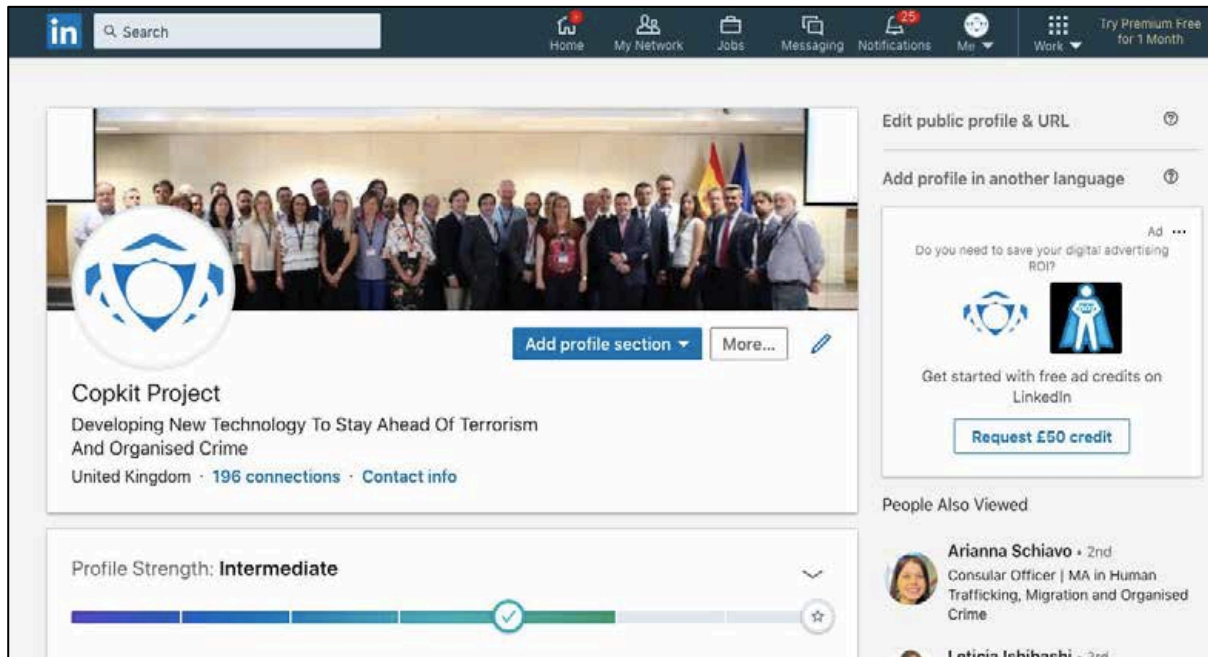 in
Search
Home
My Network
Jobs
Messaging
25
Notifications
Me
Work
Try Premium Free
for 1 Month
Edit public profile & URL
Add profile in another language
Ad
Do you need to save your digital advertising
ROI?
Get started with free ad credits on
LinkedIn
Request £50 credit
Add profile section
More...
Copkit Project
Developing New Technology To Stay Ahead Of Terrorism
And Organised Crime
United Kingdom · 196 connections · Contact info
People Also Viewed
Arianna Schiavo • 2nd
Consular Officer | MA in Human
Trafficking, Migration and Organised
Crime
Profile Strength: Intermediate